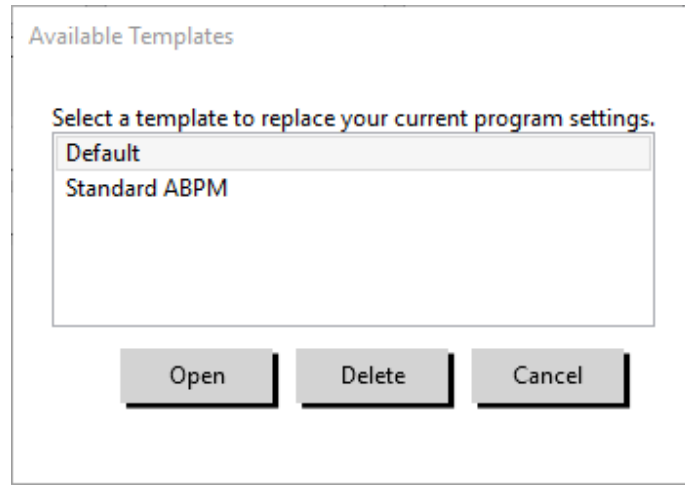 Available Templates
Select a template to replace your current program settings.
Default
Standard ABPM
Open Delete Cancel